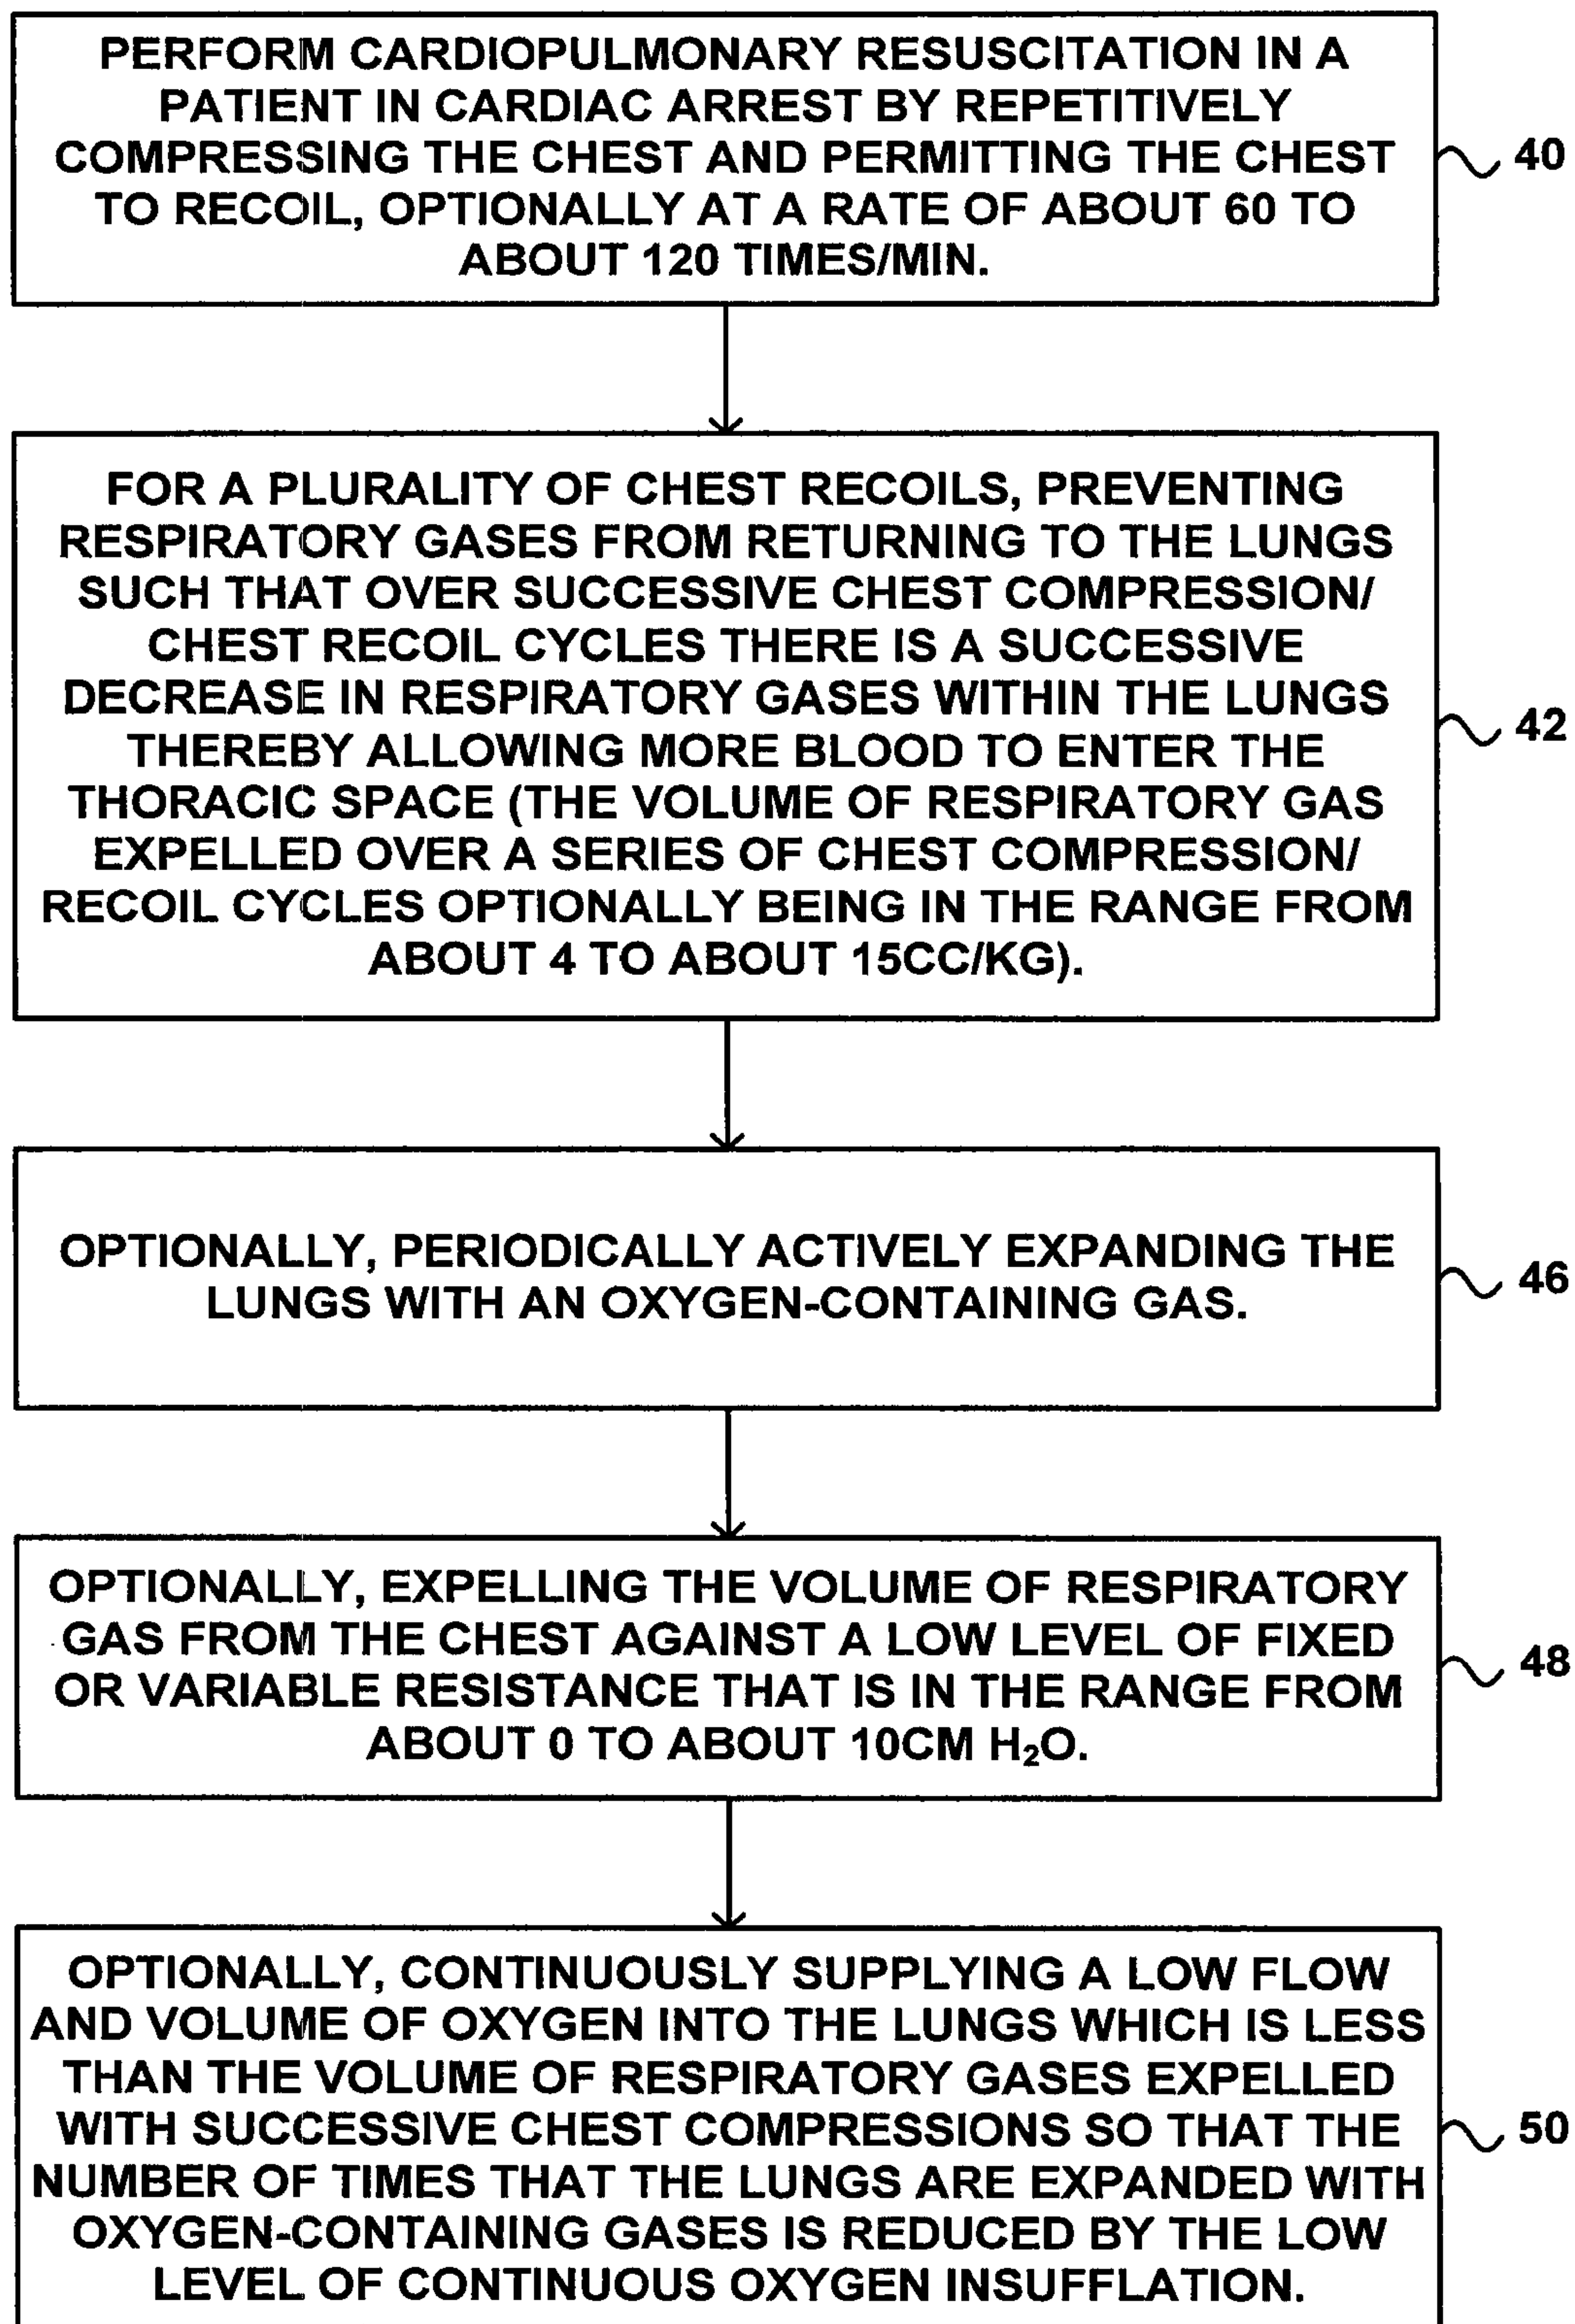 PERFORM CARDIOPULMONARY RESUSCITATION IN A
PATIENT IN CARDIAC ARREST BY REPETITIVELY
COMPRESSING THE CHEST AND PERMITTING THE CHEST
TO RECOIL, OPTIONALLY AT A RATE OF ABOUT 60 TO
ABOUT 120 TIMES/MIN.
40
FOR A PLURALITY OF CHEST RECOILS, PREVENTING
RESPIRATORY GASES FROM RETURNING TO THE LUNGS
SUCH THAT OVER SUCCESSIVE CHEST COMPRESSION/
CHEST RECOIL CYCLES THERE IS A SUCCESSIVE
DECREASE IN RESPIRATORY GASES WITHIN THE LUNGS
THEREBY ALLOWING MORE BLOOD TO ENTER THE
THORACIC SPACE (THE VOLUME OF RESPIRATORY GAS
EXPELLED OVER A SERIES OF CHEST COMPRESSION/
RECOIL CYCLES OPTIONALLY BEING IN THE RANGE FROM
ABOUT 4 TO ABOUT 15CC/KG).
42
OPTIONALLY, PERIODICALLY ACTIVELY EXPANDING THE
LUNGS WITH AN OXYGEN-CONTAINING GAS.
46
OPTIONALLY, EXPELLING THE VOLUME OF RESPIRATORY
GAS FROM THE CHEST AGAINST A LOW LEVEL OF FIXED
OR VARIABLE RESISTANCE THAT IS IN THE RANGE FROM
ABOUT 0 TO ABOUT 10CM H₂O.
48
OPTIONALLY, CONTINUOUSLY SUPPLYING A LOW FLOW
AND VOLUME OF OXYGEN INTO THE LUNGS WHICH IS LESS
THAN THE VOLUME OF RESPIRATORY GASES EXPELLED
WITH SUCCESSIVE CHEST COMPRESSIONS SO THAT THE
NUMBER OF TIMES THAT THE LUNGS ARE EXPANDED WITH
OXYGEN-CONTAINING GASES IS REDUCED BY THE LOW
LEVEL OF CONTINUOUS OXYGEN INSUFFLATION.
50